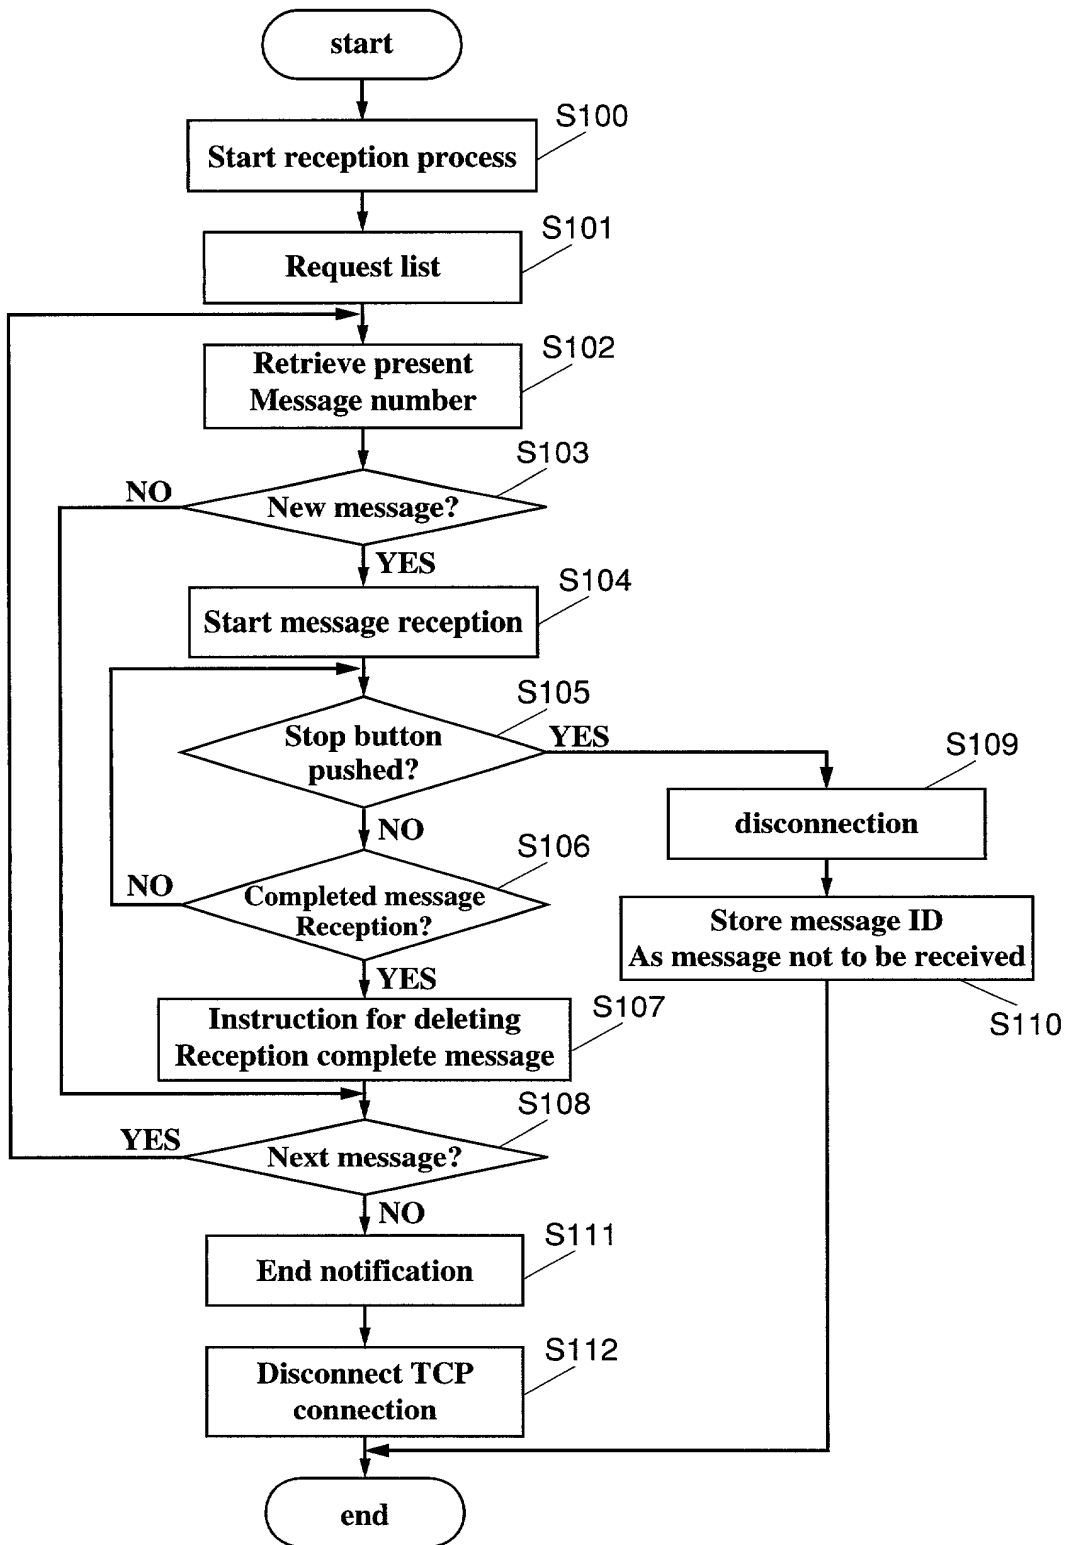 start
S100
Start reception process
S101
Request list
S102
Retrieve present
Message number
S103
NO
New message?
YES
S104
Start message reception
S105
Stop button
pushed?
YES
S109
disconnection
NO
S106
NO
Completed message
Reception?
Store message ID
As message not to be received
YES
S107
S110
Instruction for deleting
Reception complete message
S108
YES
Next message?
NO
S111
End notification
S112
Disconnect TCP
connection
end